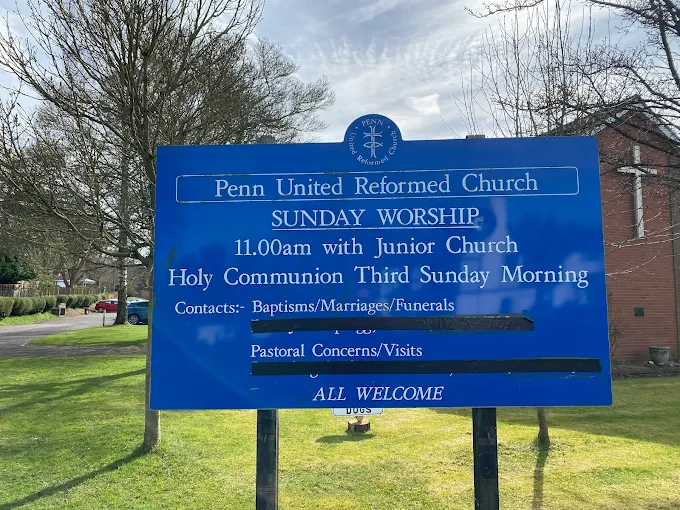 PENN
United Reformed Church
Penn United Reformed Church
SUNDAY WORSHIP
11.00am with Junior Church
Holy Communion Third Sunday Morning
Contacts:- Baptisms/Marriages/Funerals
Pastoral Concerns/Visits
ALL WELCOME
DOGS